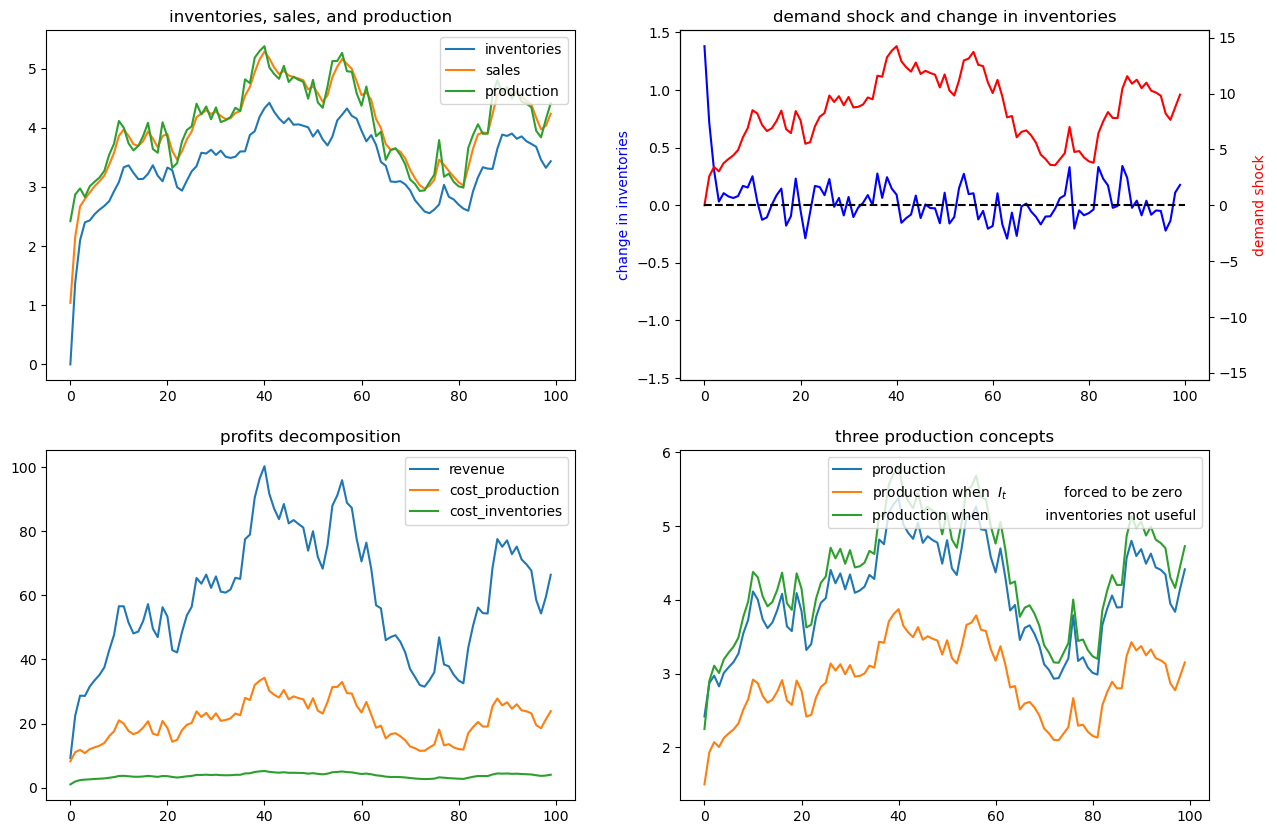 inventories, sales, and production
inventories
sales
production
5
4
3
2
1
0
0 20 40 60 80 100
demand shock and change in inventories
change in inventories
1.5
1.0
0.5
0.0
−0.5
−1.0
−1.5
15
10
5
0
−5
−10
−15
demand shock
0 20 40 60 80 100
profits decomposition
revenue
cost_production
cost_inventories
100
80
60
40
20
0
0 20 40 60 80 100
three production concepts
production
production when I_t forced to be zero
production when inventories not useful
6
5
4
3
2
0 20 40 60 80 100